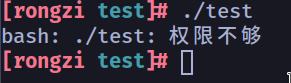 [rongzi test]# ./test
bash: ./test: 权限不够
[rongzi test]#